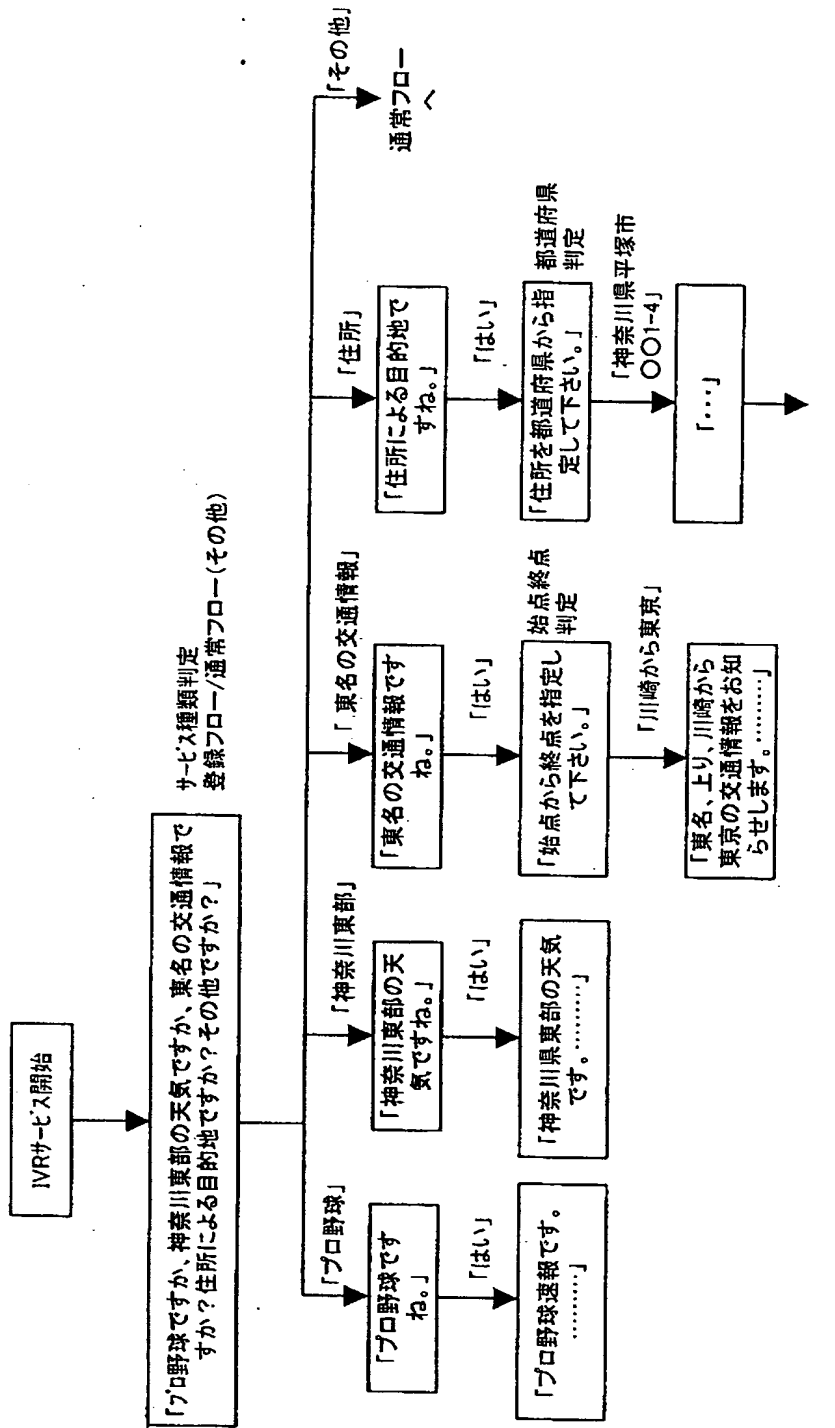 IVRサービス開始
「プロ野球ですか、神奈川東部の天気ですか、東名の交通情報で
すか?住所による目的地ですか?その他ですか?」
サービス種類判定
登録フロー/通常フロー(その他)
「プロ野球」
「プロ野球です
ね。」
「はい」
「プロ野球速報です。
………」
「神奈川東部」
「神奈川東部の天
気ですね。」
「はい」
「神奈川県東部の天気
です。………」
「東名の交通情報」
「東名の交通情報です
ね。」
「はい」
「始点から終点を指定し
て下さい。」
始点終点
判定
「川崎から東京」
「東名、上り、川崎から
東京の交通情報をお知
らせします。………」
「住所」
「住所による目的地で
すね。」
「はい」
「住所を都道府県から指
定して下さい。」
都道府県
判定
「神奈川県平塚市
〇〇1-4」
「…」
「その他」
通常フロー
へ